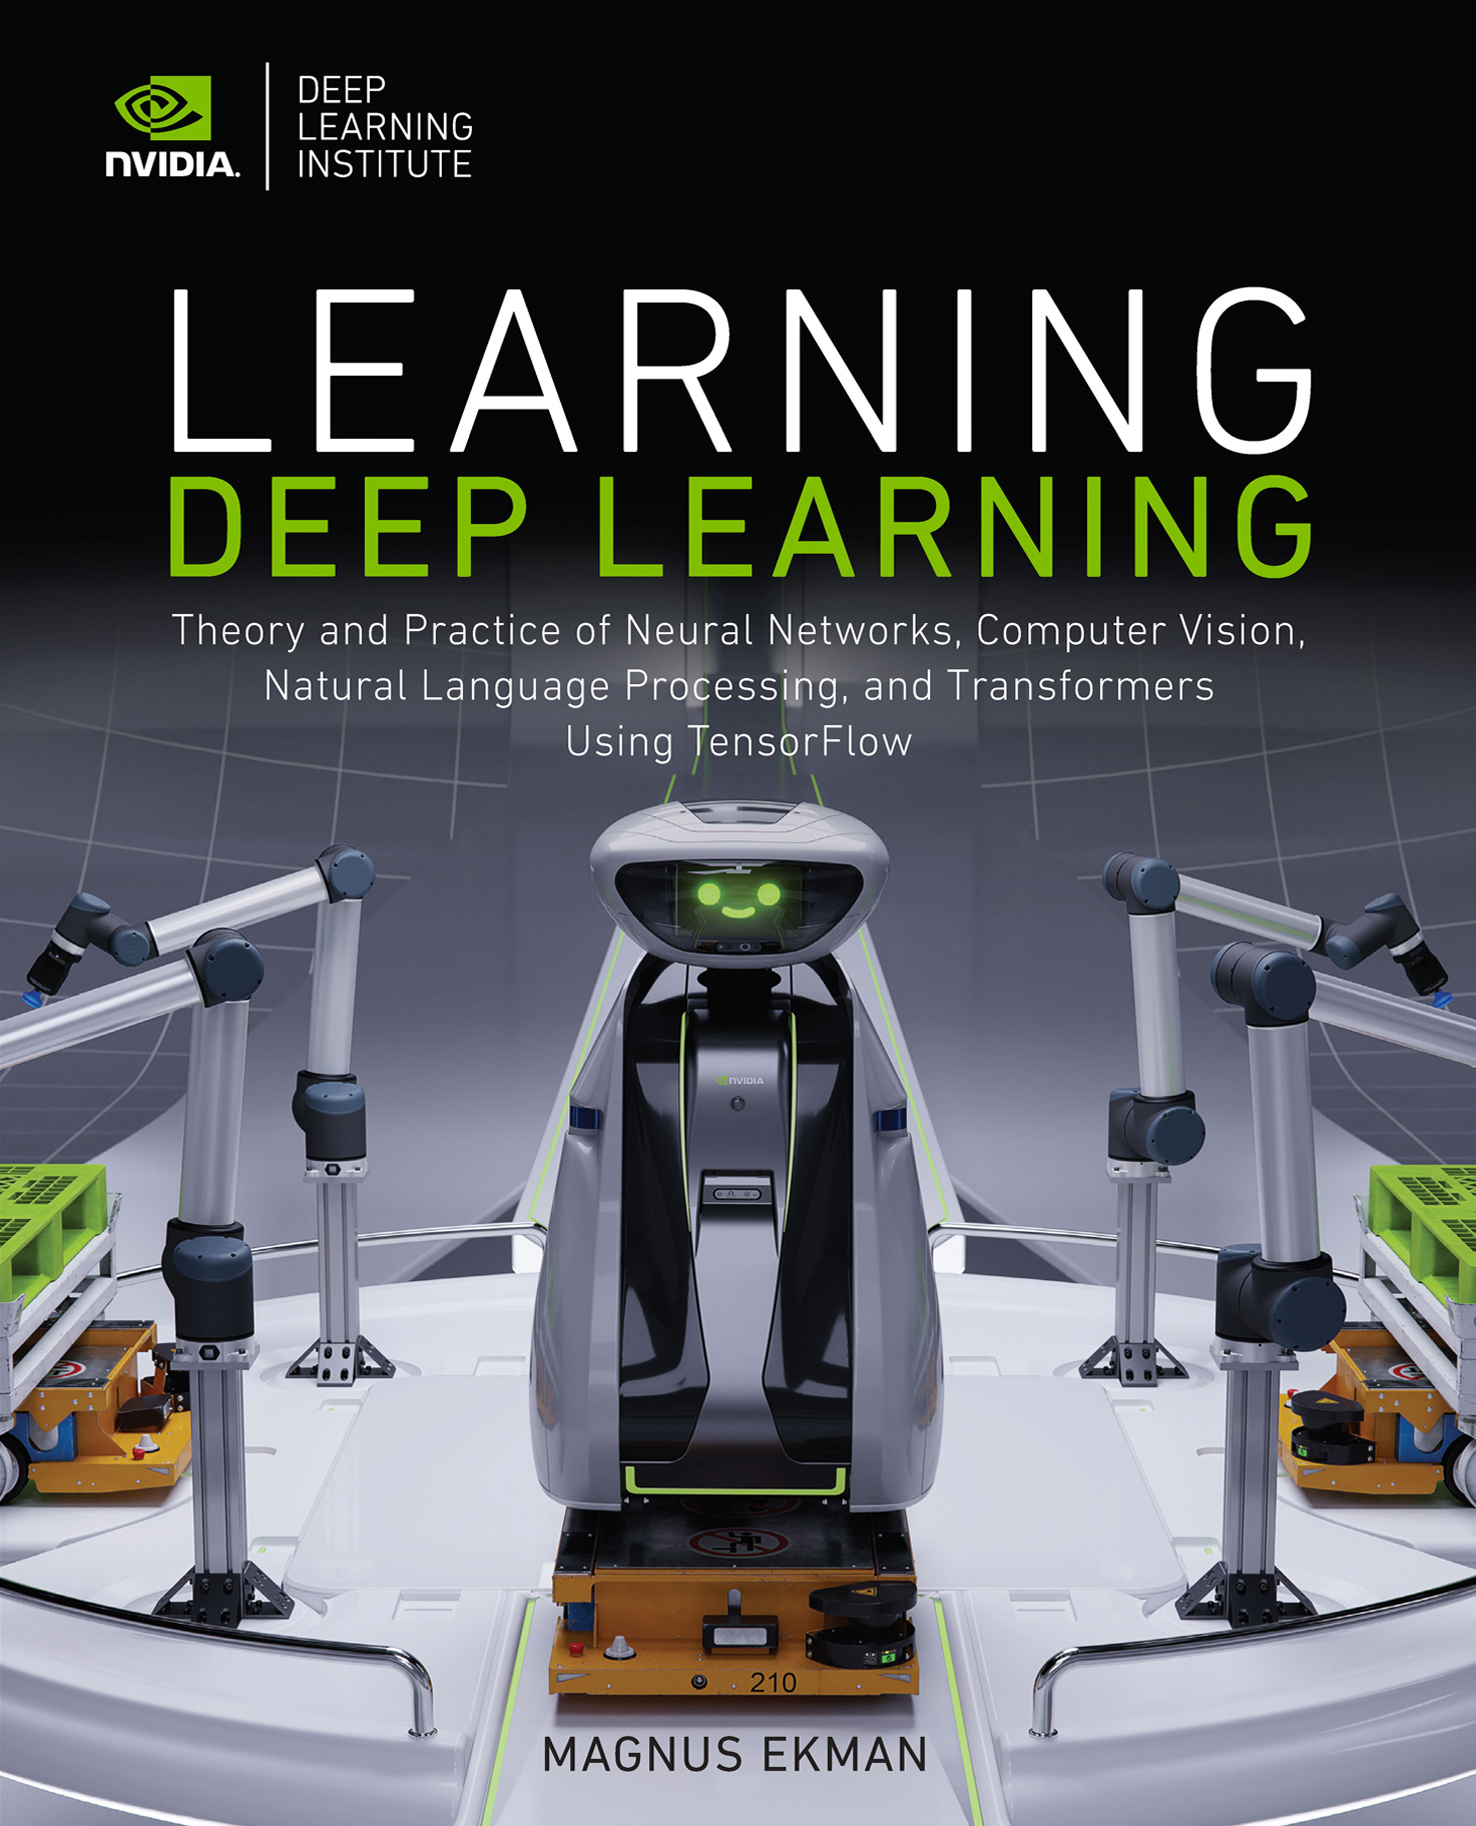 NVIDIA.
DEEP
LEARNING
INSTITUTE
LEARNING
DEEP LEARNING
Theory and Practice of Neural Networks, Computer Vision,
Natural Language Processing, and Transformers
Using TensorFlow
NVIDIA
210
MAGNUS EKMAN